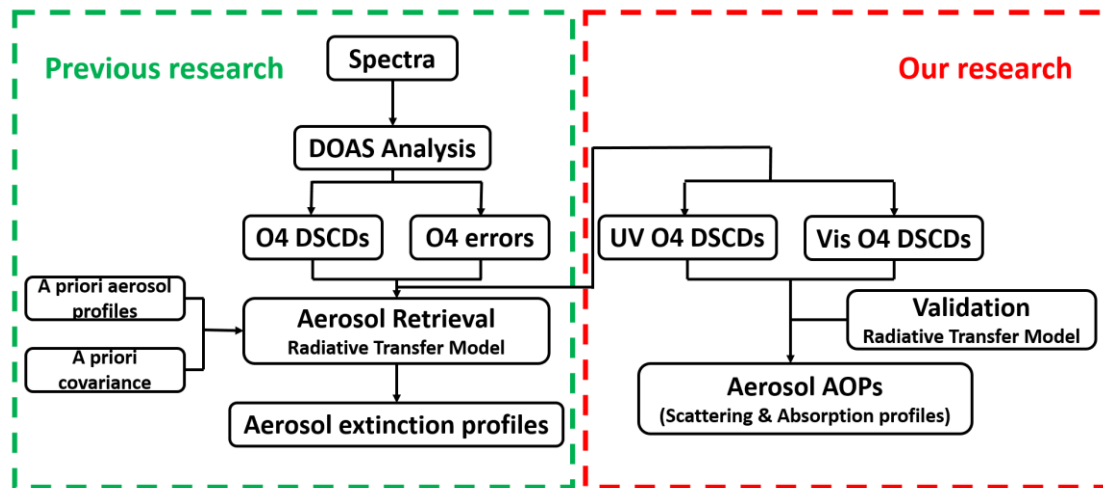 Previous research
Spectra
DOAS Analysis
O4 DSCDs
O4 errors
A priori aerosol
profiles
A priori
covariance
Aerosol Retrieval
Radiative Transfer Model
Aerosol extinction profiles
Our research
UV O4 DSCDs
Vis O4 DSCDs
Validation
Radiative Transfer Model
Aerosol AOPs
(Scattering & Absorption profiles)